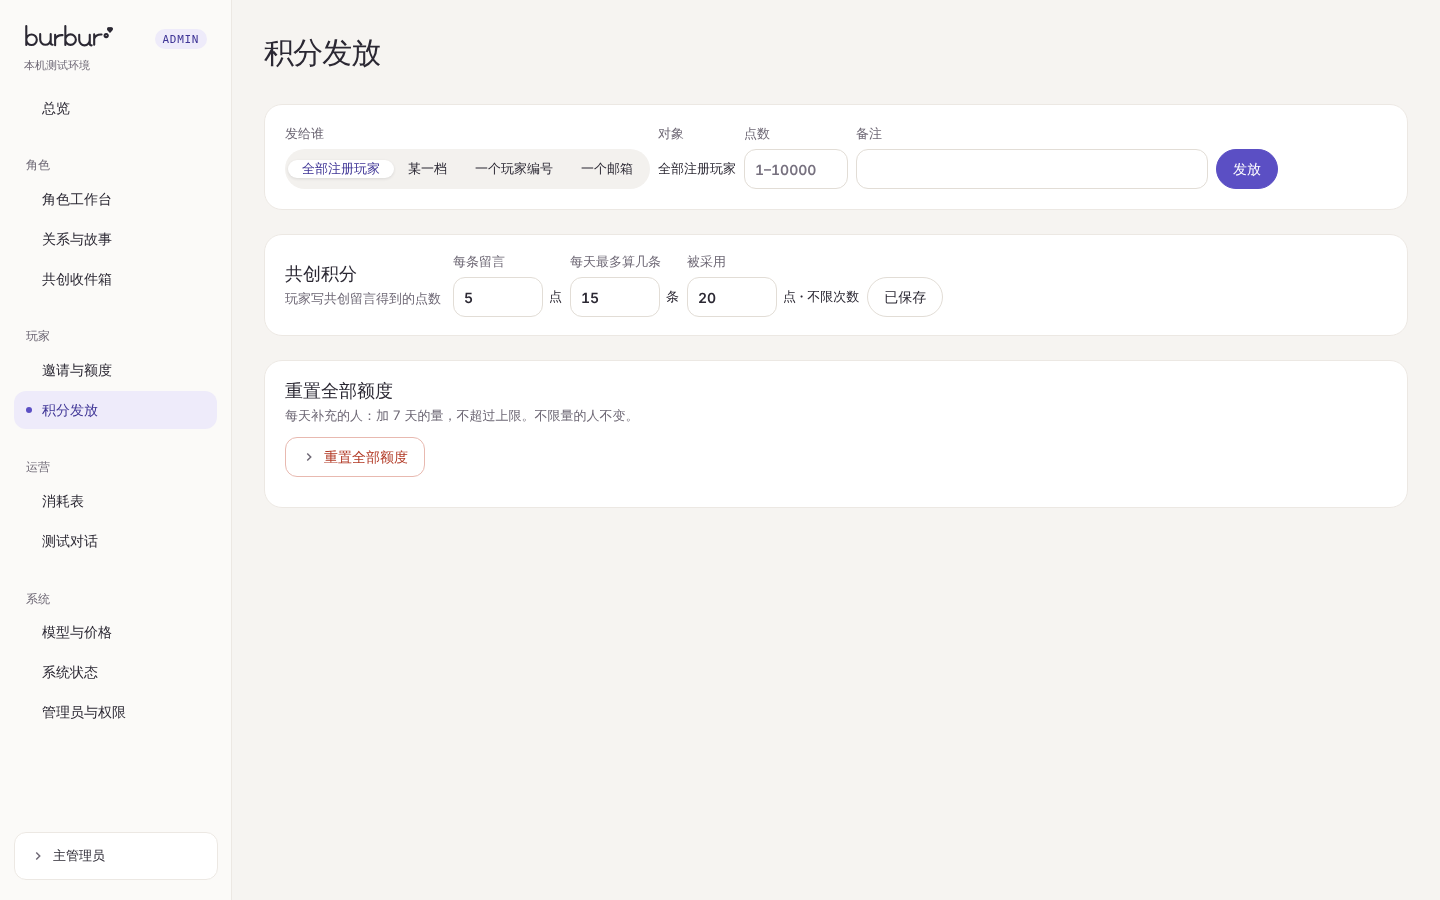 burbur
ADMIN
本机测试环境
总览
角色
角色工作台
关系与故事
共创收件箱
玩家
邀请与额度
积分发放
运营
消耗表
测试对话
系统
模型与价格
系统状态
管理员与权限
主管理员
积分发放
发给谁
全部注册玩家 某一档 一个玩家编号 一个邮箱
对象
全部注册玩家
点数
1–10000
备注
发放
共创积分
玩家写共创留言得到的点数
每条留言
5 点
每天最多算几条
15 条
被采用
20 点 · 不限次数
已保存
重置全部额度
每天补充的人：加 7 天的量，不超过上限。不限量的人不变。
重置全部额度